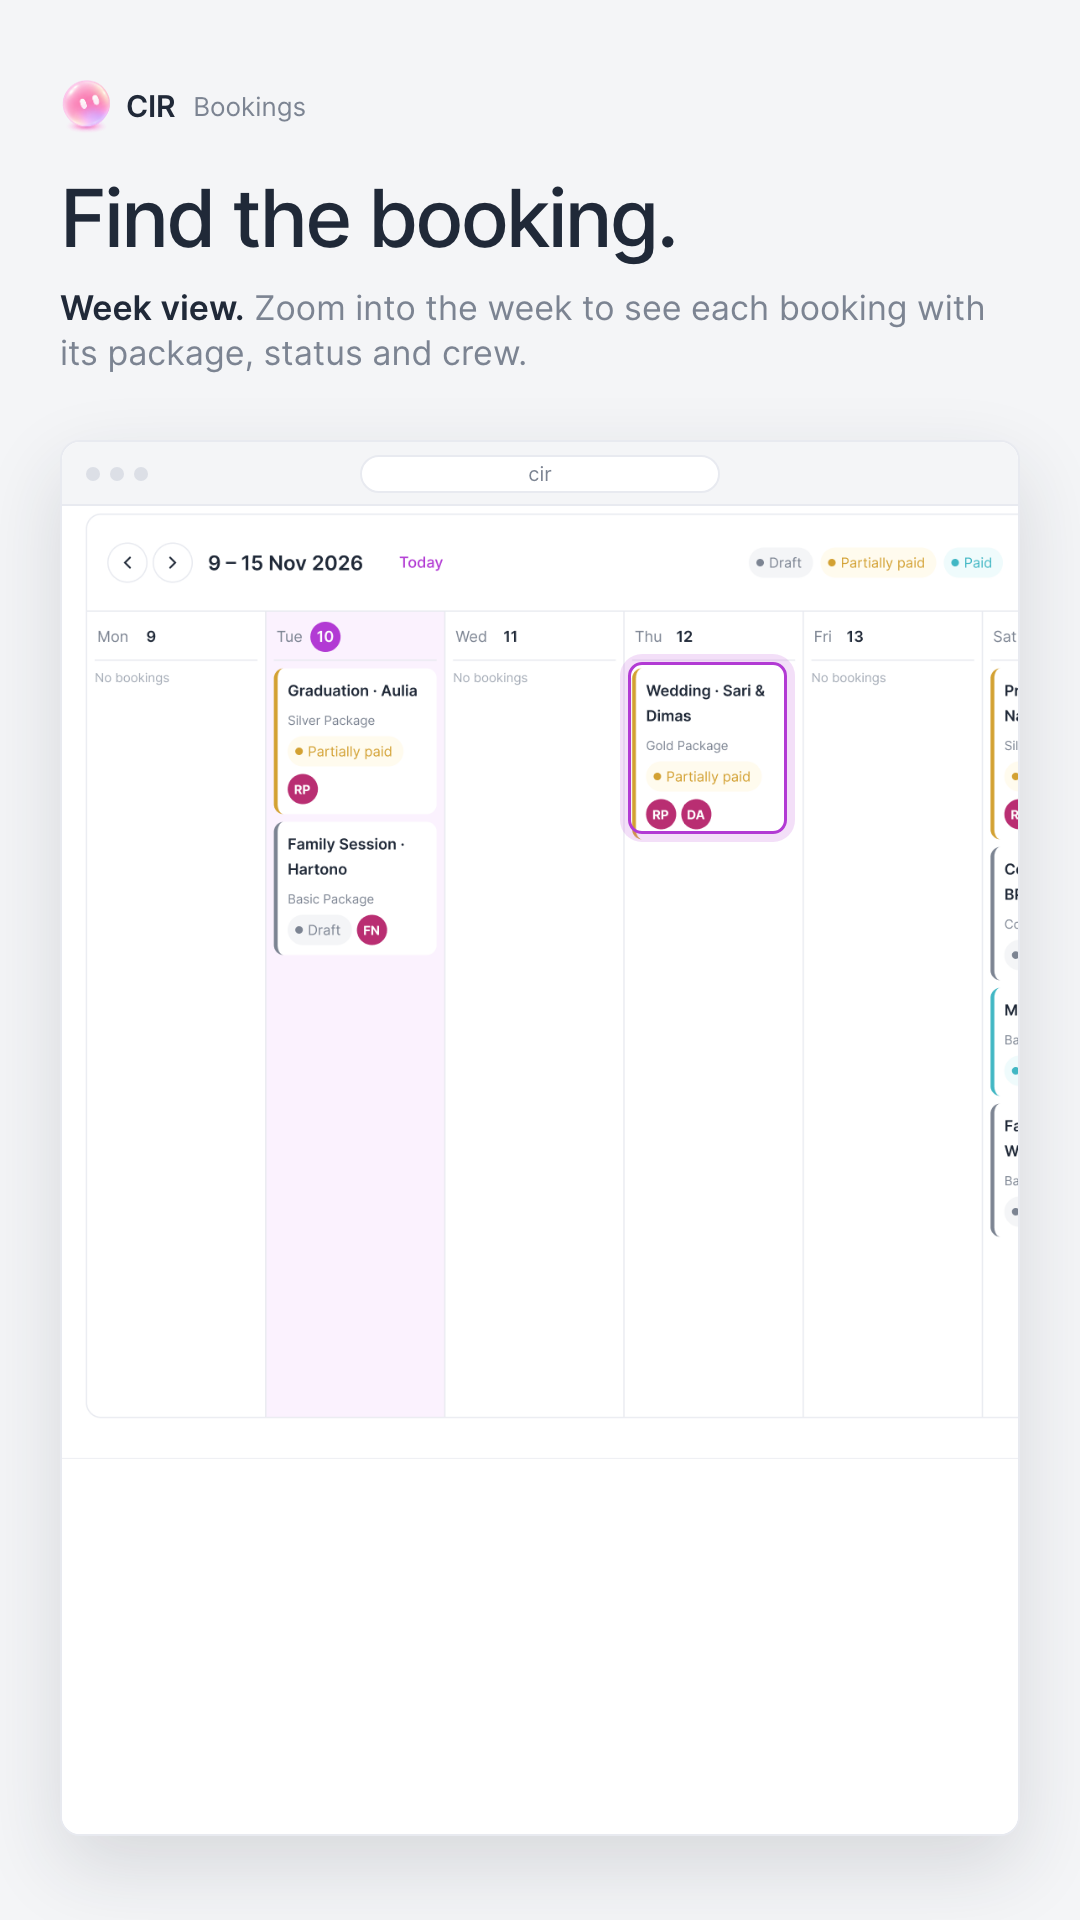 CIR Bookings
Find the booking.
Week view. Zoom into the week to see each booking with
its package, status and crew.
cir
9 – 15 Nov 2026
Today
Draft
Partially paid
Paid
Mon 9
No bookings
Tue 10
Graduation · Aulia
Silver Package
Partially paid
RP
Family Session ·
Hartono
Basic Package
Draft
FN
Wed 11
No bookings
Thu 12
Wedding · Sari &
Dimas
Gold Package
Partially paid
RP DA
Fri 13
No bookings
Sat